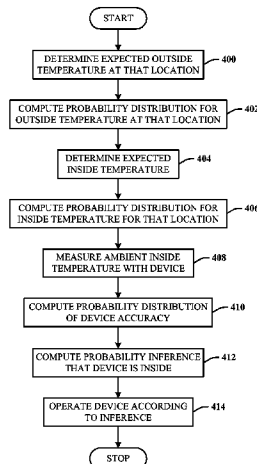 START
DETERMINE EXPECTED OUTSIDE
TEMPERATURE AT THAT LOCATION
400
COMPUTE PROBABILITY DISTRIBUTION FOR
OUTSIDE TEMPERATURE AT THAT LOCATION
402
DETERMINE EXPECTED
INSIDE TEMPERATURE
404
COMPUTE PROBABILITY DISTRIBUTION FOR
INSIDE TEMPERATURE FOR THAT LOCATION
406
MEASURE AMBIENT INSIDE
TEMPERATURE WITH DEVICE
408
COMPUTE PROBABILITY DISTRIBUTION
OF DEVICE ACCURACY
410
COMPUTE PROBABILITY INFERENCE
THAT DEVICE IS INSIDE
412
OPERATE DEVICE ACCORDING
TO INFERENCE
414
STOP